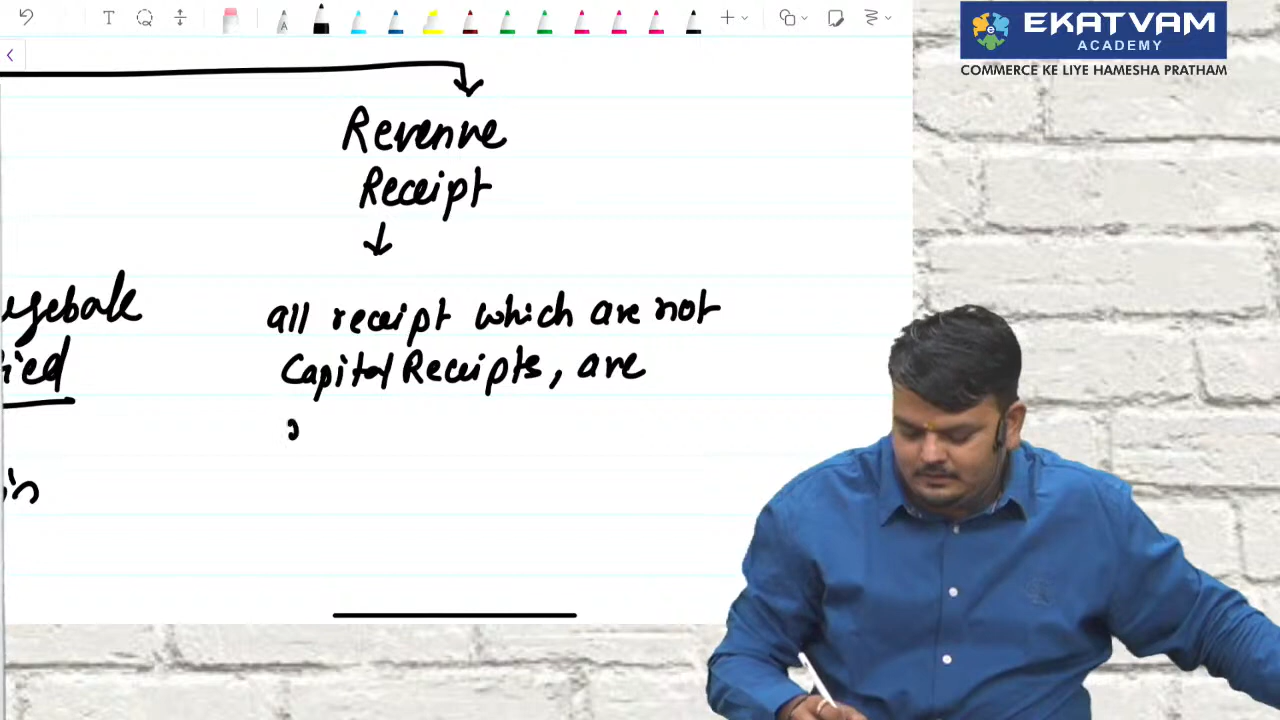 EKATVAM
ACADEMY
COMMERCE KE LIYE HAMESHA PRATHAM
Revenue
Receipt
all receipt which are not
Capital Receipts, are